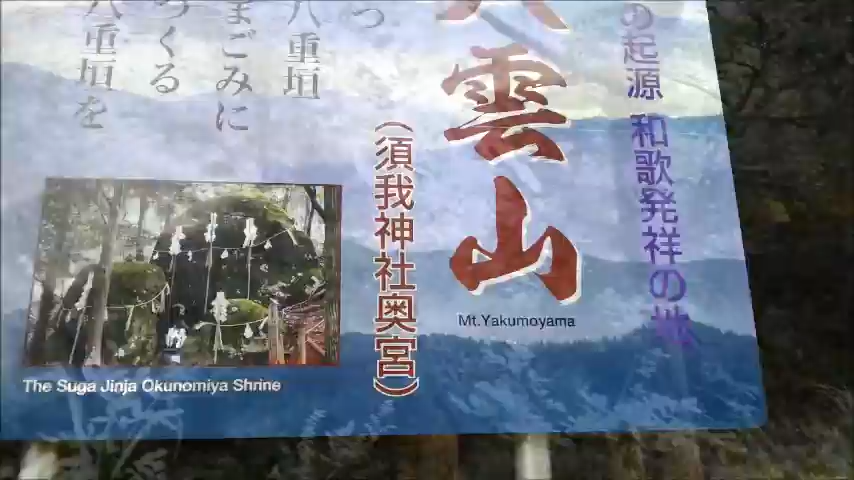 の起源 和歌発祥の地
雲山
Mt.Yakumoyama
（須我神社奥宮）
つ
八重垣
まごみに
つくる
八重垣を
The Suga Jinja Okunomiya Shrine